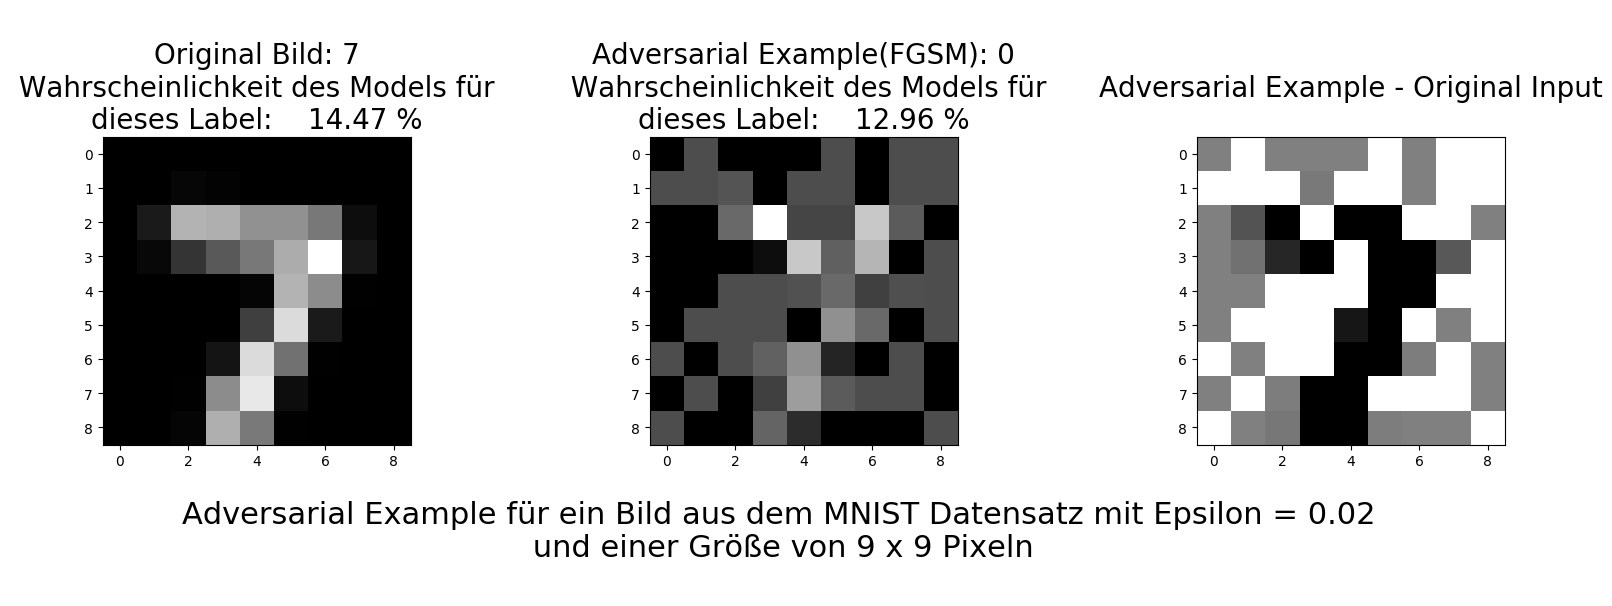 Original Bild: 7
Wahrscheinlichkeit des Models für
dieses Label:    14.47 %
0
1
2
3
4
5
6
7
8
0 2 4 6 8
Adversarial Example(FGSM): 0
Wahrscheinlichkeit des Models für
dieses Label:    12.96 %
0
1
2
3
4
5
6
7
8
0 2 4 6 8
Adversarial Example - Original Input
0
1
2
3
4
5
6
7
8
0 2 4 6 8
Adversarial Example für ein Bild aus dem MNIST Datensatz mit Epsilon = 0.02
und einer Größe von 9 x 9 Pixeln